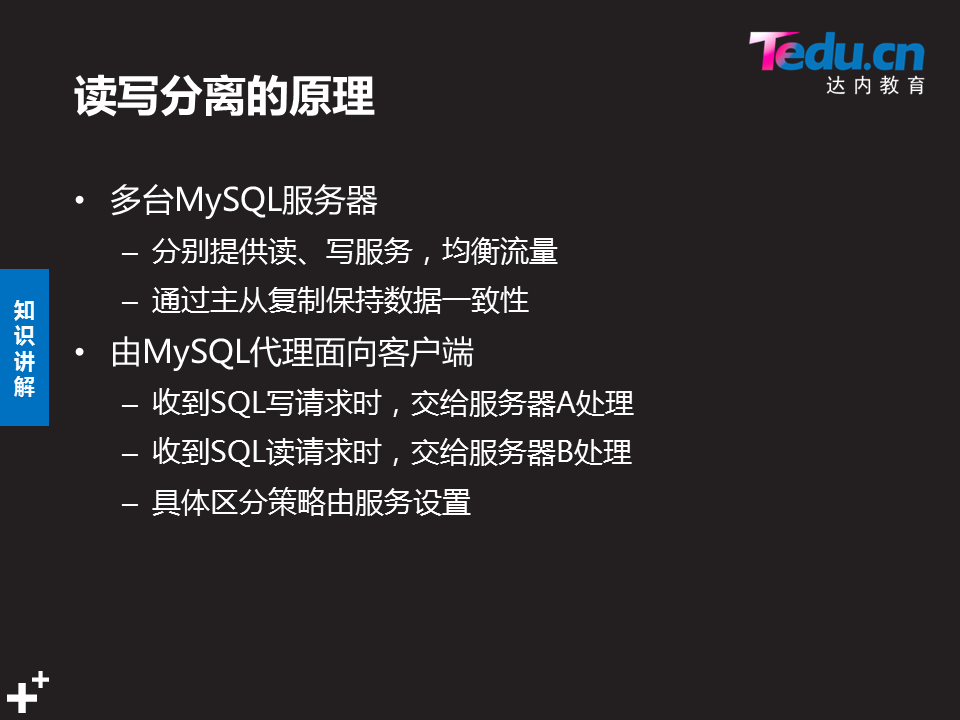 Tedu.cn
达内教育
读写分离的原理
• 多台MySQL服务器
– 分别提供读、写服务，均衡流量
– 通过主从复制保持数据一致性
• 由MySQL代理面向客户端
– 收到SQL写请求时，交给服务器A处理
– 收到SQL读请求时，交给服务器B处理
– 具体区分策略由服务设置
知
识
讲
解